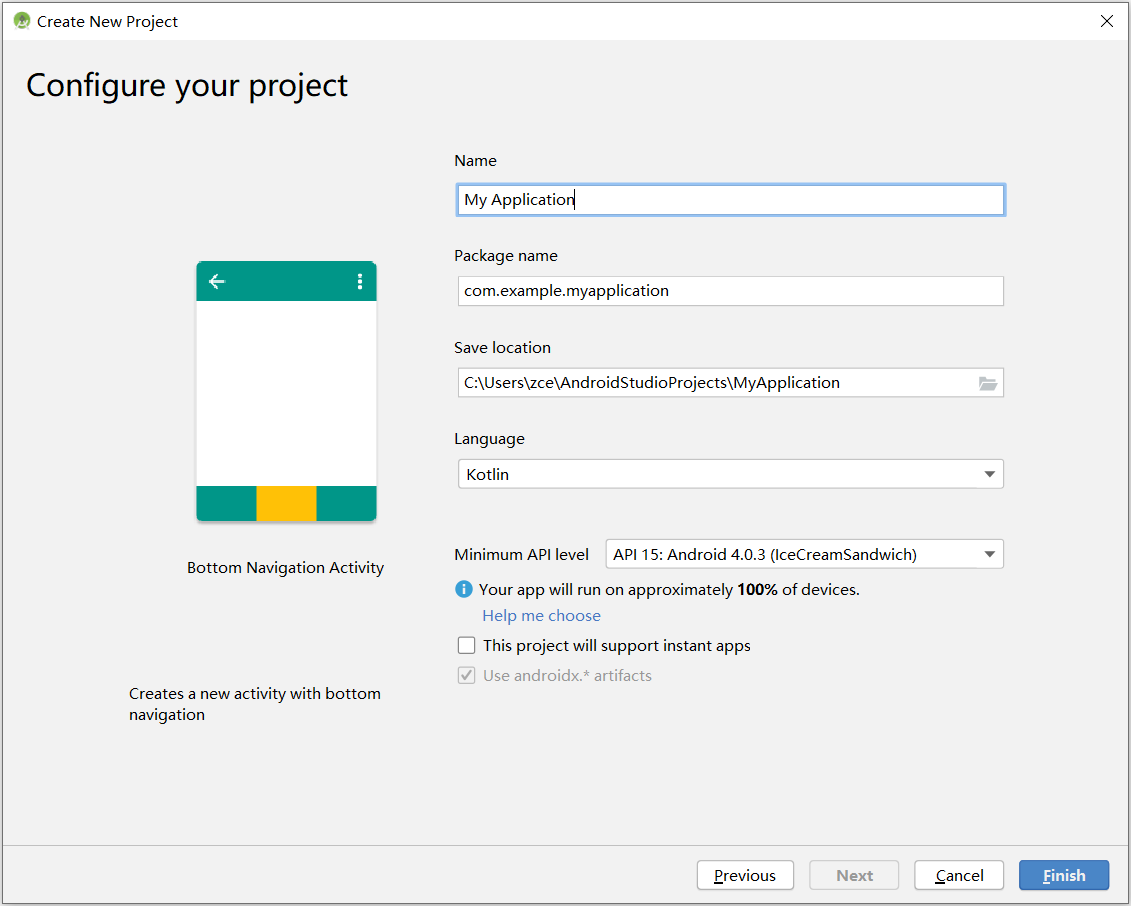 Create New Project
Configure your project
Name
My Application
Package name
com.example.myapplication
Save location
C:\Users\zce\AndroidStudioProjects\MyApplication
Language
Kotlin
Bottom Navigation Activity
Creates a new activity with bottom
navigation
Minimum API level API 15: Android 4.0.3 (IceCreamSandwich)
Your app will run on approximately 100% of devices.
Help me choose
This project will support instant apps
Use androidx.* artifacts
Previous Next Cancel Finish